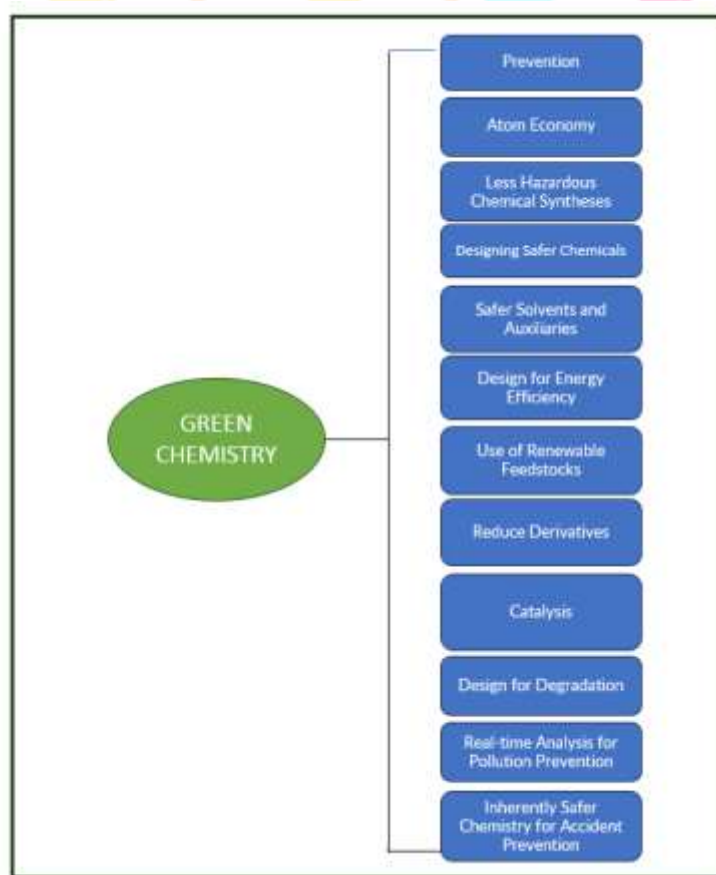 GREEN
CHEMISTRY
Prevention
Atom Economy
Less Hazardous
Chemical Syntheses
Designing Safer Chemicals
Safer Solvents and
Auxiliaries
Design for Energy
Efficiency
Use of Renewable
Feedstocks
Reduce Derivatives
Catalysis
Design for Degradation
Real-time Analysis for
Pollution Prevention
Inherently Safer
Chemistry for Accident
Prevention